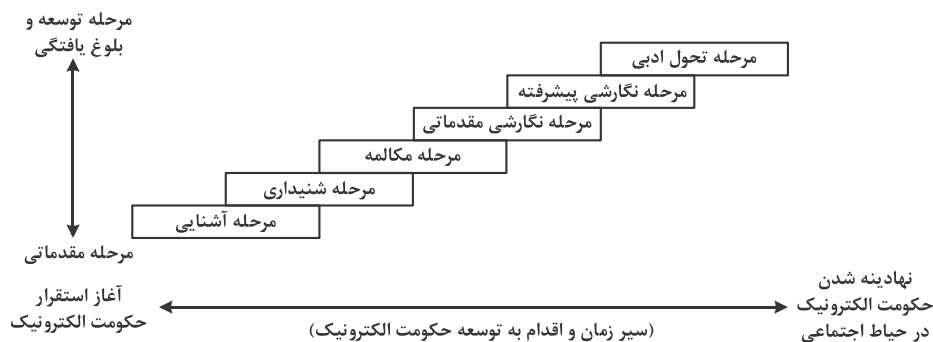 مرحله توسعه و
بلوغ یافتگی
مرحله تحول ادبی
مرحله نگارشی پیشرفته
مرحله نگارشی مقدماتی
مرحله مکالمه
مرحله شنیداری
مرحله آشنایی
مرحله مقدماتی
نهادینه شدن
حکومت الکترونیک
در حیاط اجتماعی
آغاز استقرار
حکومت الکترونیک
(سیر زمان و اقدام به توسعه حکومت الکترونیک)